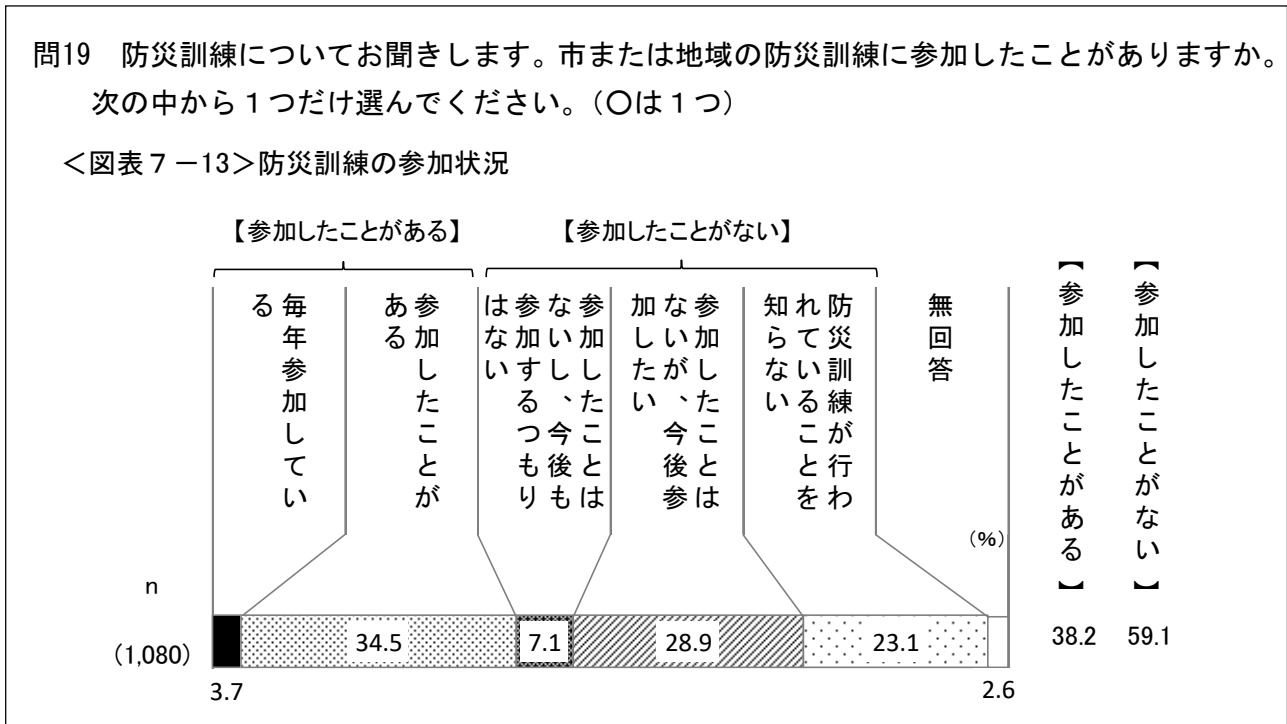 問19　防災訓練についてお聞きします。市または地域の防災訓練に参加したことがありますか。
次の中から１つだけ選んでください。（〇は１つ）
＜図表７－13＞防災訓練の参加状況
【参加したことがある】
【参加したことがない】
毎年参加してい
る
参加したことが
ある
参加したことは
ないし、今後も
参加するつもり
はない
参加したことは
ないが、今後参
加したい
防災訓練が行わ
れていることを
知らない
無回答
【参加したことがある】
【参加したことがない】
（％）
n
(1,080)
3.7
34.5
7.1
28.9
23.1
2.6
38.2
59.1